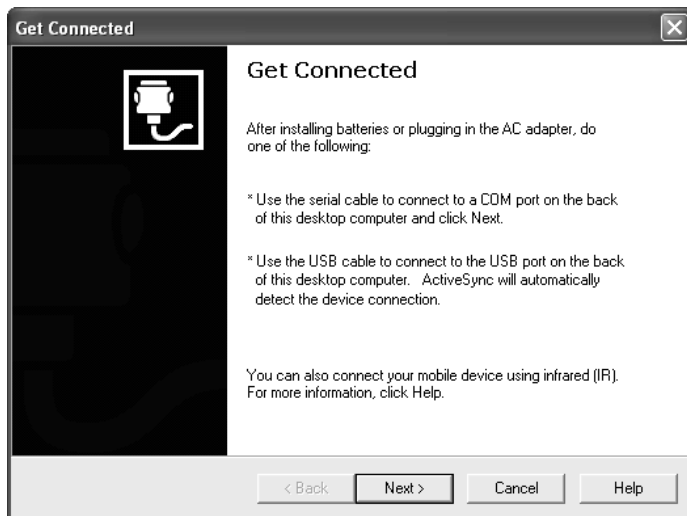 Get Connected
Get Connected
After installing batteries or plugging in the AC adapter, do
one of the following:
* Use the serial cable to connect to a COM port on the back
of this desktop computer and click Next.
* Use the USB cable to connect to the USB port on the back
of this desktop computer.   ActiveSync will automatically
detect the device connection.
You can also connect your mobile device using infrared (IR).
For more information, click Help.
< Back
Next >
Cancel
Help